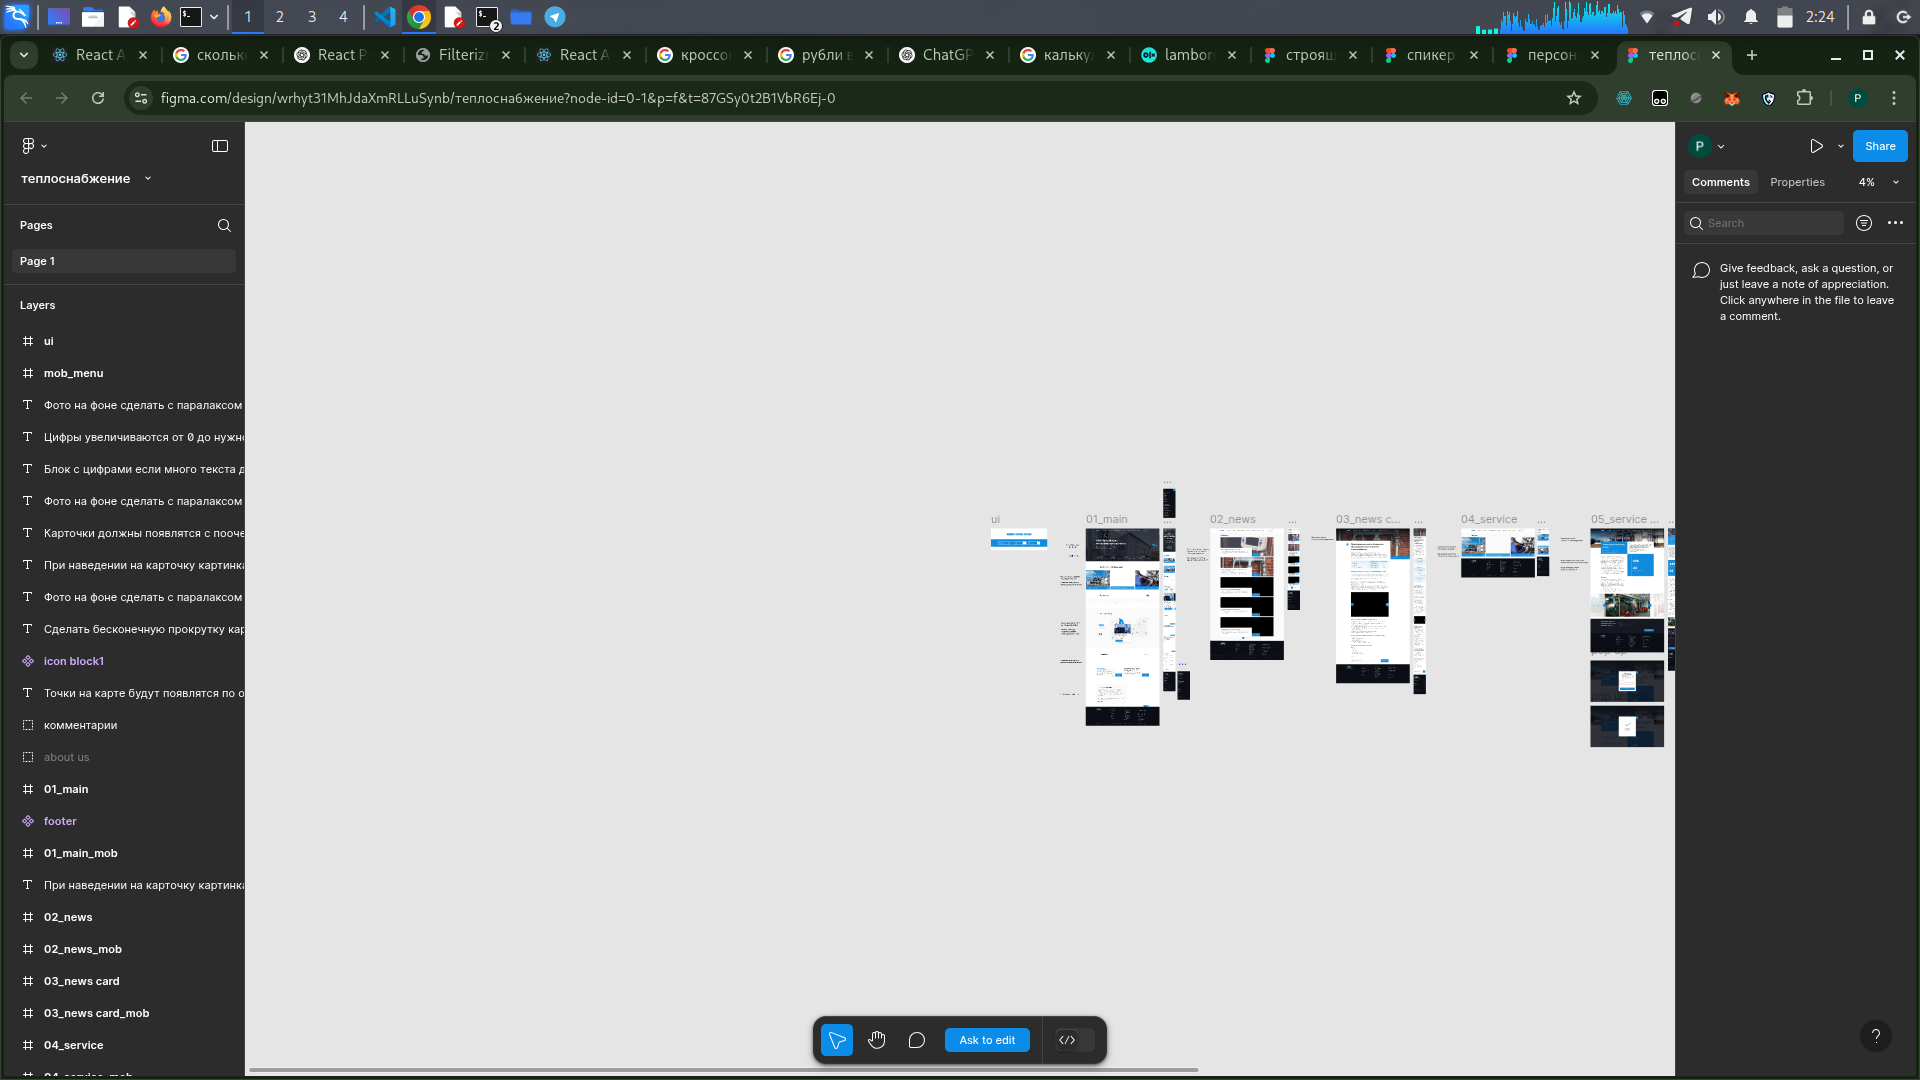 1 2 3 4
2
2:24
React A
сколько
React P
Filteriz
React A
кроссо
рубли в
ChatGP
кальку
lambor
строящ
спикер
персон
теплос
figma.com/design/wrhyt31MhJdaXmRLLuSynb/теплоснабжение?node-id=0-1&p=f&t=87GSy0t2B1VbR6Ej-0
P
теплоснабжение
Pages
Page 1
Layers
ui
mob_menu
Фото на фоне сделать с паралаксом
Цифры увеличиваются от 0 до нужно
Блок с цифрами если много текста д
Фото на фоне сделать с паралаксом
Карточки должны появлятся с пооче
При наведении на карточку картинка
Фото на фоне сделать с паралаксом
Сделать бесконечную прокрутку кар
icon block1
Точки на карте будут появлятся по о
комментарии
about us
01_main
footer
01_main_mob
При наведении на карточку картинка
02_news
02_news_mob
03_news card
03_news card_mob
04_service
04_service_mob
ui
01_main
...
...
02_news
...
03_news c...
...
04_service
...
05_service ...
...
Ask to edit
P
Share
Comments
Properties
4%
Search
Give feedback, ask a question, or
just leave a note of appreciation.
Click anywhere in the file to leave
a comment.
?